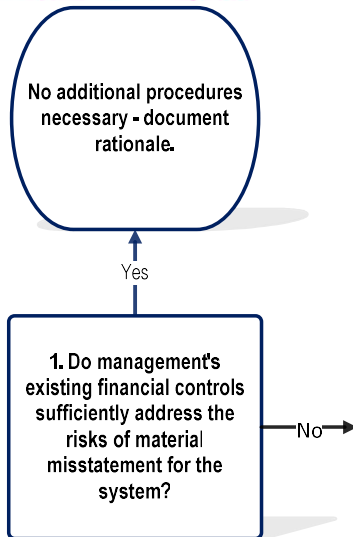 No additional procedures
necessary - document
rationale.
Yes
1. Do management's
existing financial controls
sufficiently address the
risks of material
misstatement for the
system?
No